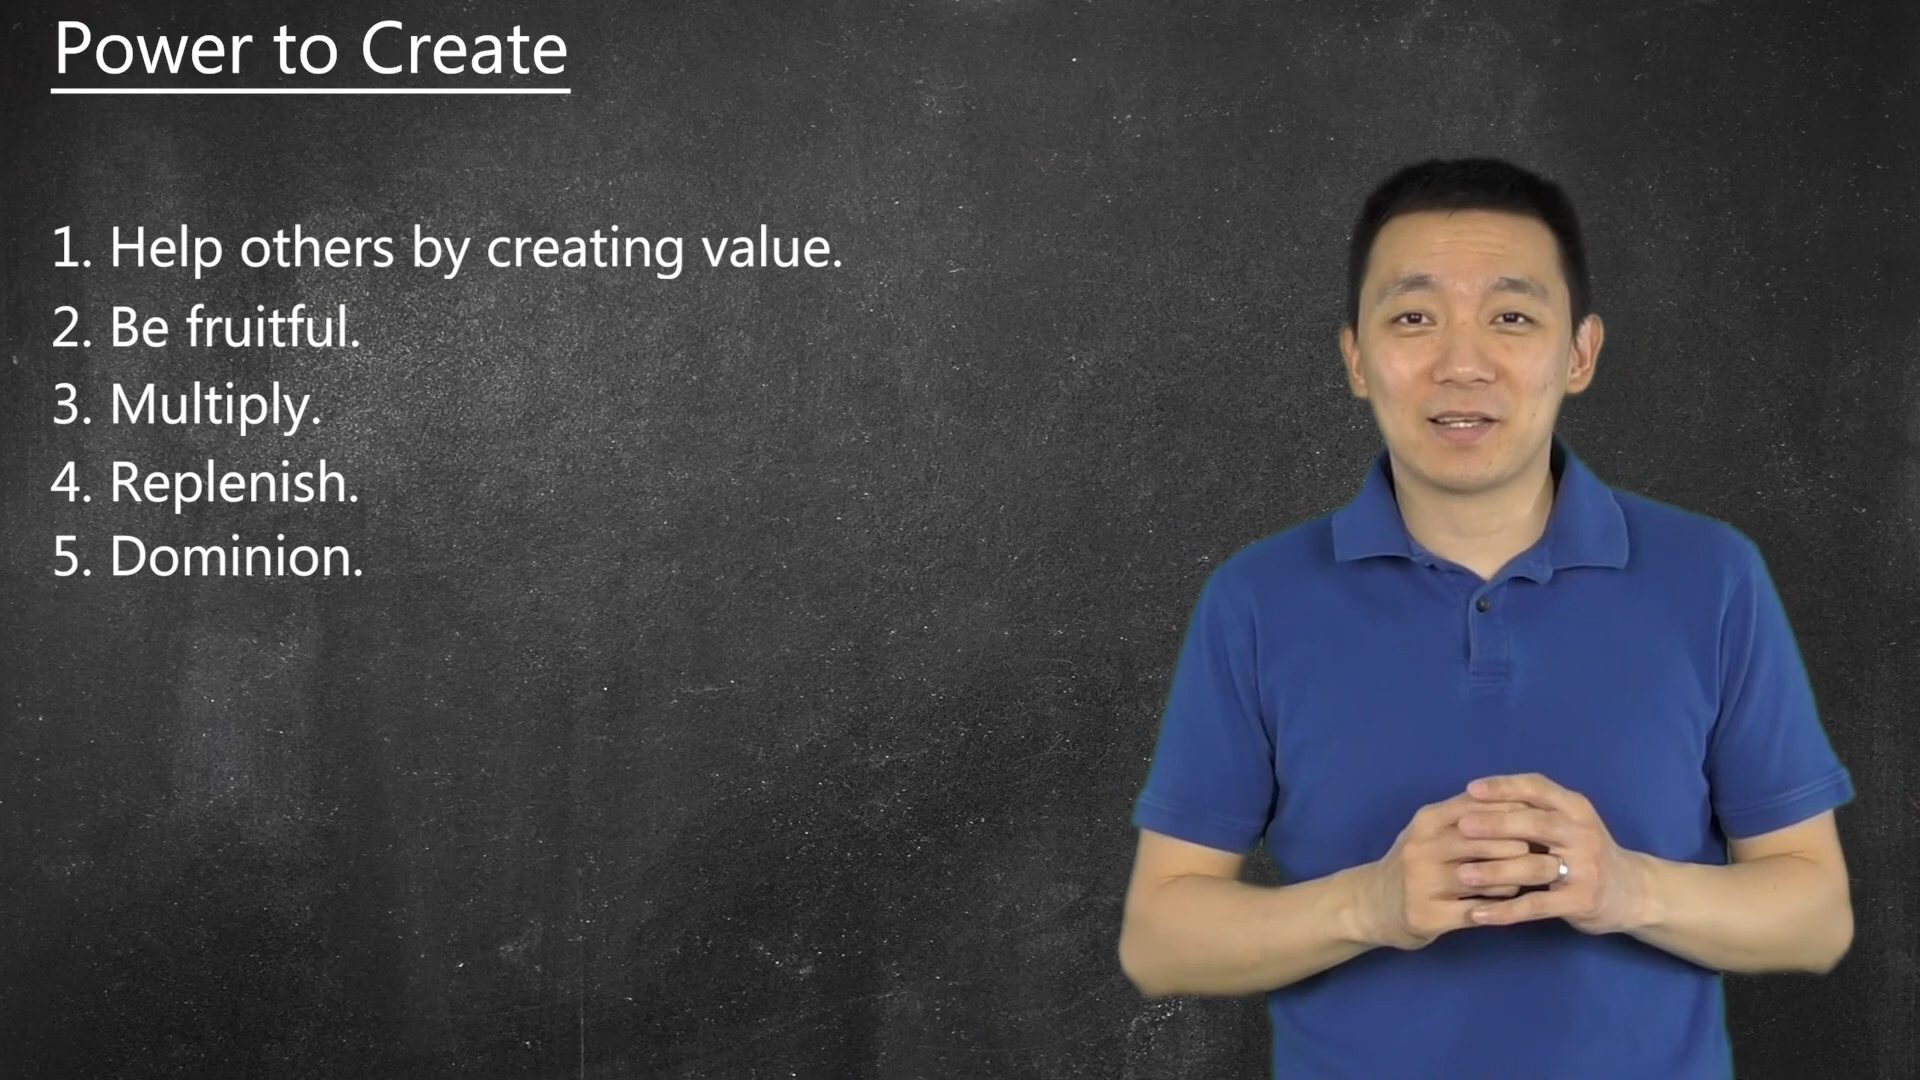 Power to Create
1. Help others by creating value.
2. Be fruitful.
3. Multiply.
4. Replenish.
5. Dominion.